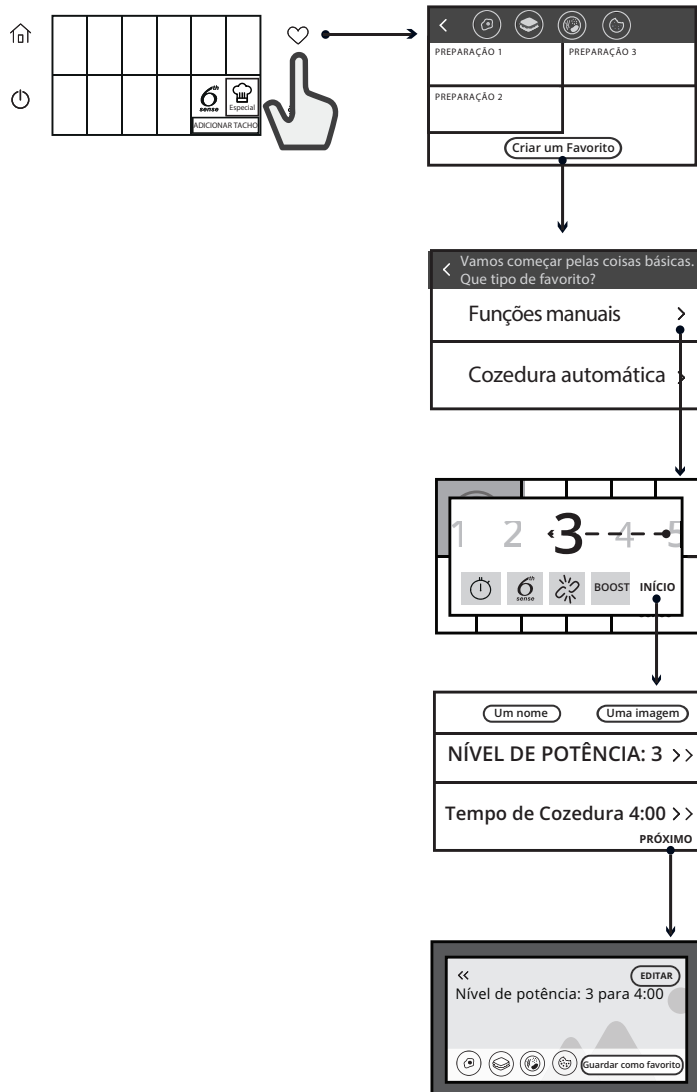 PREPARAÇÃO 1
PREPARAÇÃO 3
PREPARAÇÃO 2
Criar um Favorito
6th
sense
Especial
ADICIONAR TACHO
Vamos começar pelas coisas básicas.
Que tipo de favorito?
Funções manuais
Cozedura automática
1 2 3 4 5
6th
sense
BOOST INÍCIO
Um nome Uma imagem
NÍVEL DE POTÊNCIA: 3 >>
Tempo de Cozedura 4:00 >>
PRÓXIMO
EDITAR
Nível de potência: 3 para 4:00
Guardar como favorito